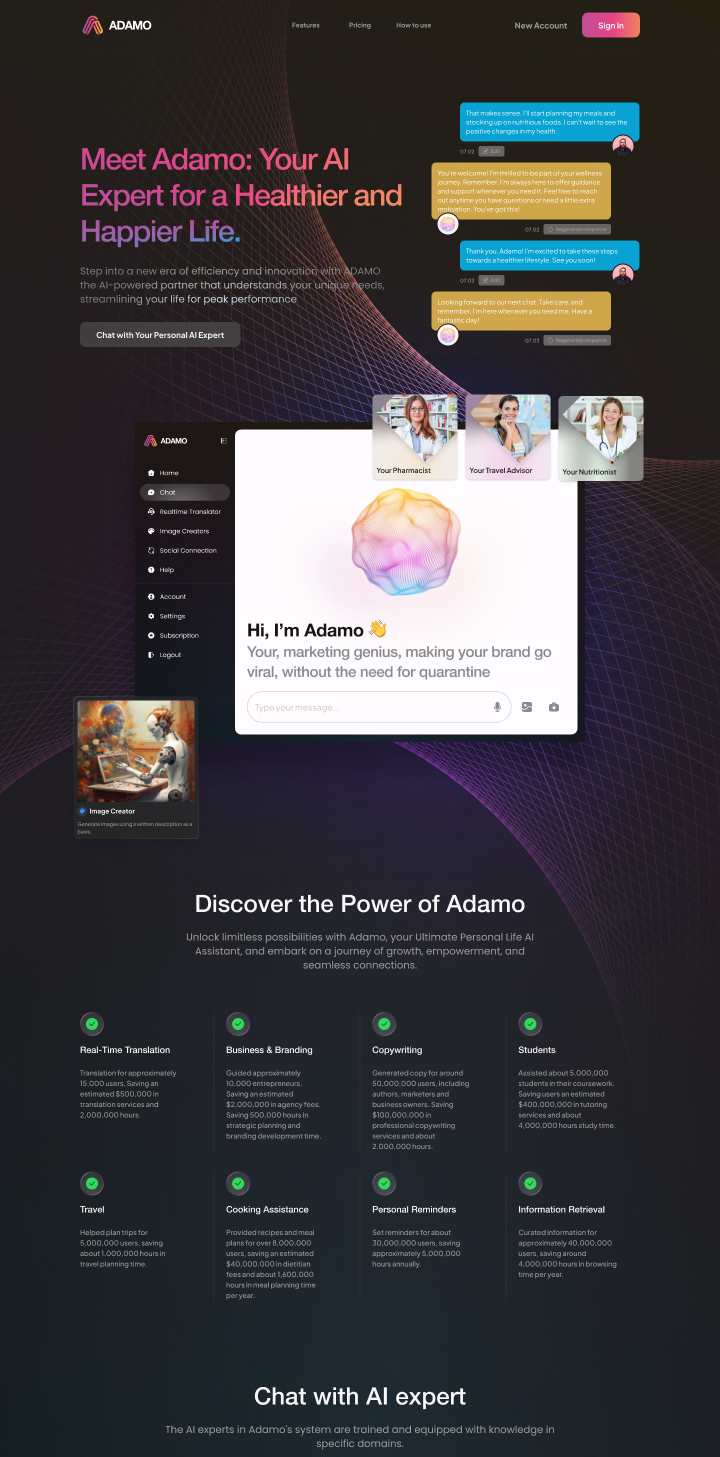 ADAMO
Features
Pricing
How to use
New Account
Sign In
Meet Adamo: Your AI
Expert for a Healthier and
Happier Life.
Step into a new era of efficiency and innovation with ADAMO
the AI-powered partner that understands your unique needs,
streamlining your life for peak performance
Chat with Your Personal AI Expert
That makes sense. I'll start planning my meals and
stocking up on nutritious foods. I can't wait to see the
positive changes in my health.
07:02
Edit
You're welcome! I'm thrilled to be part of your wellness
journey. Remember, I'm always here to offer guidance
and support whenever you need it. Feel free to reach
out anytime you have questions or need a little extra
motivation. You've got this!
07:02
Regenerate response
Thank you, Adamo! I'm excited to take these steps
towards a healthier lifestyle. See you soon!
07:03
Edit
Looking forward to our next chat. Take care, and
remember, I'm here whenever you need me. Have a
fantastic day!
07:03
Regenerate response
ADAMO
Home
Chat
Realtime Translator
Image Creators
Social Connection
Help
Account
Settings
Subscription
Logout
Your Pharmacist
Your Travel Advisor
Your Nutritionist
Hi, I'm Adamo 👋
Your, marketing genius, making your brand go
viral, without the need for quarantine
Type your message...
Image Creator
Generate images using a written description as a
basis.
Discover the Power of Adamo
Unlock limitless possibilities with Adamo, your Ultimate Personal Life AI
Assistant, and embark on a journey of growth, empowerment, and
seamless connections.
Real-Time Translation
Translation for approximately
15,000 users, Saving an
estimated $500,000 in
translation services and
2,000,000 hours.
Business & Branding
Guided approximately
10,000 entrepreneurs.
Saving an estimated
$2,000,000 in agency fees.
Saving 500,000 hours in
strategic planning and
branding development time.
Copywriting
Generated copy for around
50,000,000 users, including
authors, marketers and
business owners. Saving
$100,000,000 in
professional copywriting
services and about
2,000,000 hours.
Students
Assisted about 5,000,000
students in their coursework.
Saving users an estimated
$400,000,000 in tutoring
services and about
4,000,000 hours study time.
Travel
Helped plan trips for
5,000,000 users, saving
about 1,000,000 hours in
travel planning time.
Cooking Assistance
Provided recipes and meal
plans for over 8,000,000
users, saving an estimated
$40,000,000 in dietitian
fees and about 1,600,000
hours in meal planning time
per year.
Personal Reminders
Set reminders for about
30,000,000 users, saving
approximately 5,000,000
hours annually.
Information Retrieval
Curated information for
approximately 40,000,000
users, saving around
4,000,000 hours in browsing
time per year.
Chat with AI expert
The AI experts in Adamo's system are trained and equipped with knowledge in
specific domains.